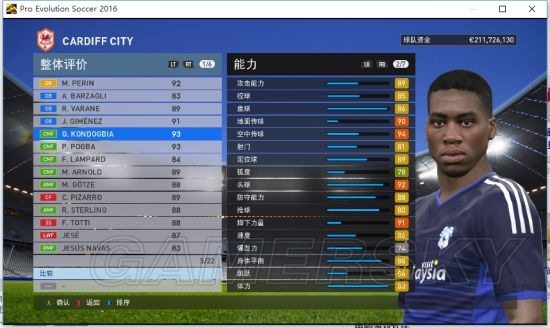 Pro Evolution Soccer 2016
CARDIFF CITY
球队资金 €211,726,130
整体评价 LT RT 1/6
能力 LB RB 2/7
GK M. PERIN 92
CB A. BARZAGLI 83
CB R. VARANE 89
CB J. GIMÉNEZ 91
CMF G. KONDOGBIA 93
CMF P. POGBA 93
CMF F. LAMPARD 84
CMF M. ARNOLD 89
AMF M. GÖTZE 88
CF C. PIZARRO 89
AMF R. STERLING 88
SS F. TOTTI 88
LWF JESÉ 87
RMF JESÚS NAVAS 83
5/22
比较
--- -
A 确认 B 返回 X 排序
攻击能力 89
控球 85
盘球 86
地面传球 90
空中传球 94
射门 81
定位球 89
弧度 78
头球 92
防守能力 88
抢球 80
脚下力量 91
速度 86
爆发力 74
身体平衡 88
跳跃
体力 83
VISIT
aysia
GAMERSKY